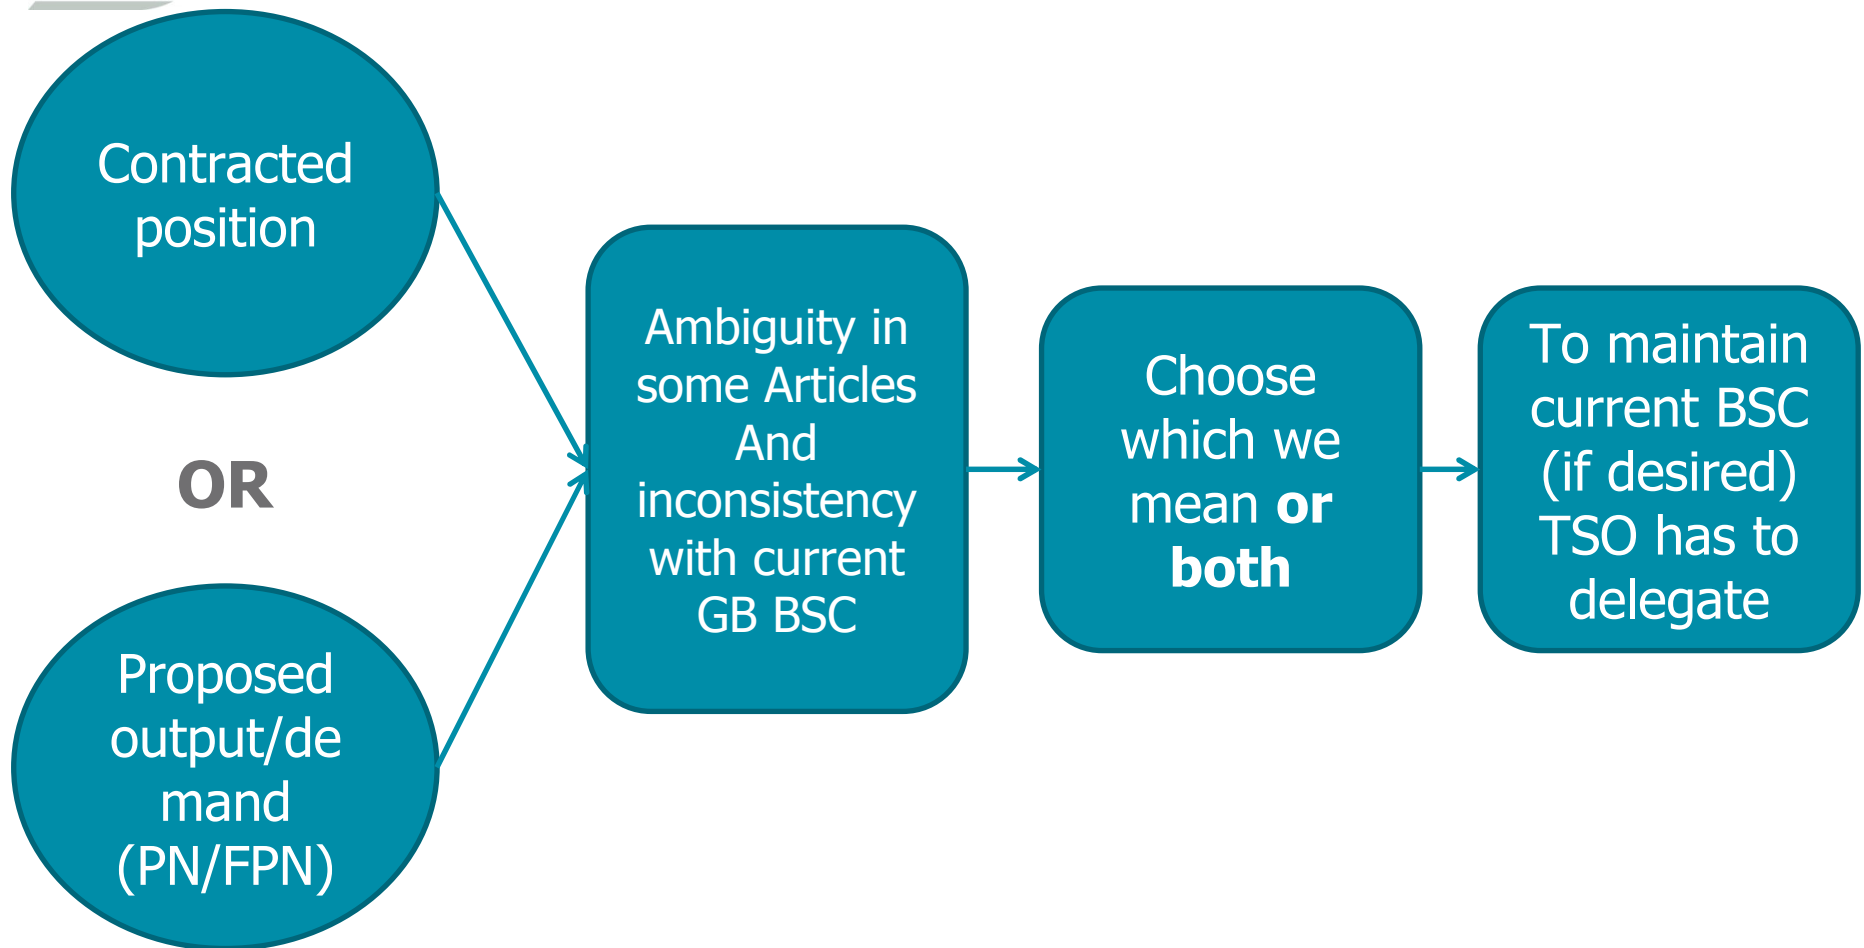 Contracted
position
OR
Proposed
output/de
mand
(PN/FPN)
Ambiguity in
some Articles
And
inconsistency
with current
GB BSC
Choose
which we
mean or
both
To maintain
current BSC
(if desired)
TSO has to
delegate